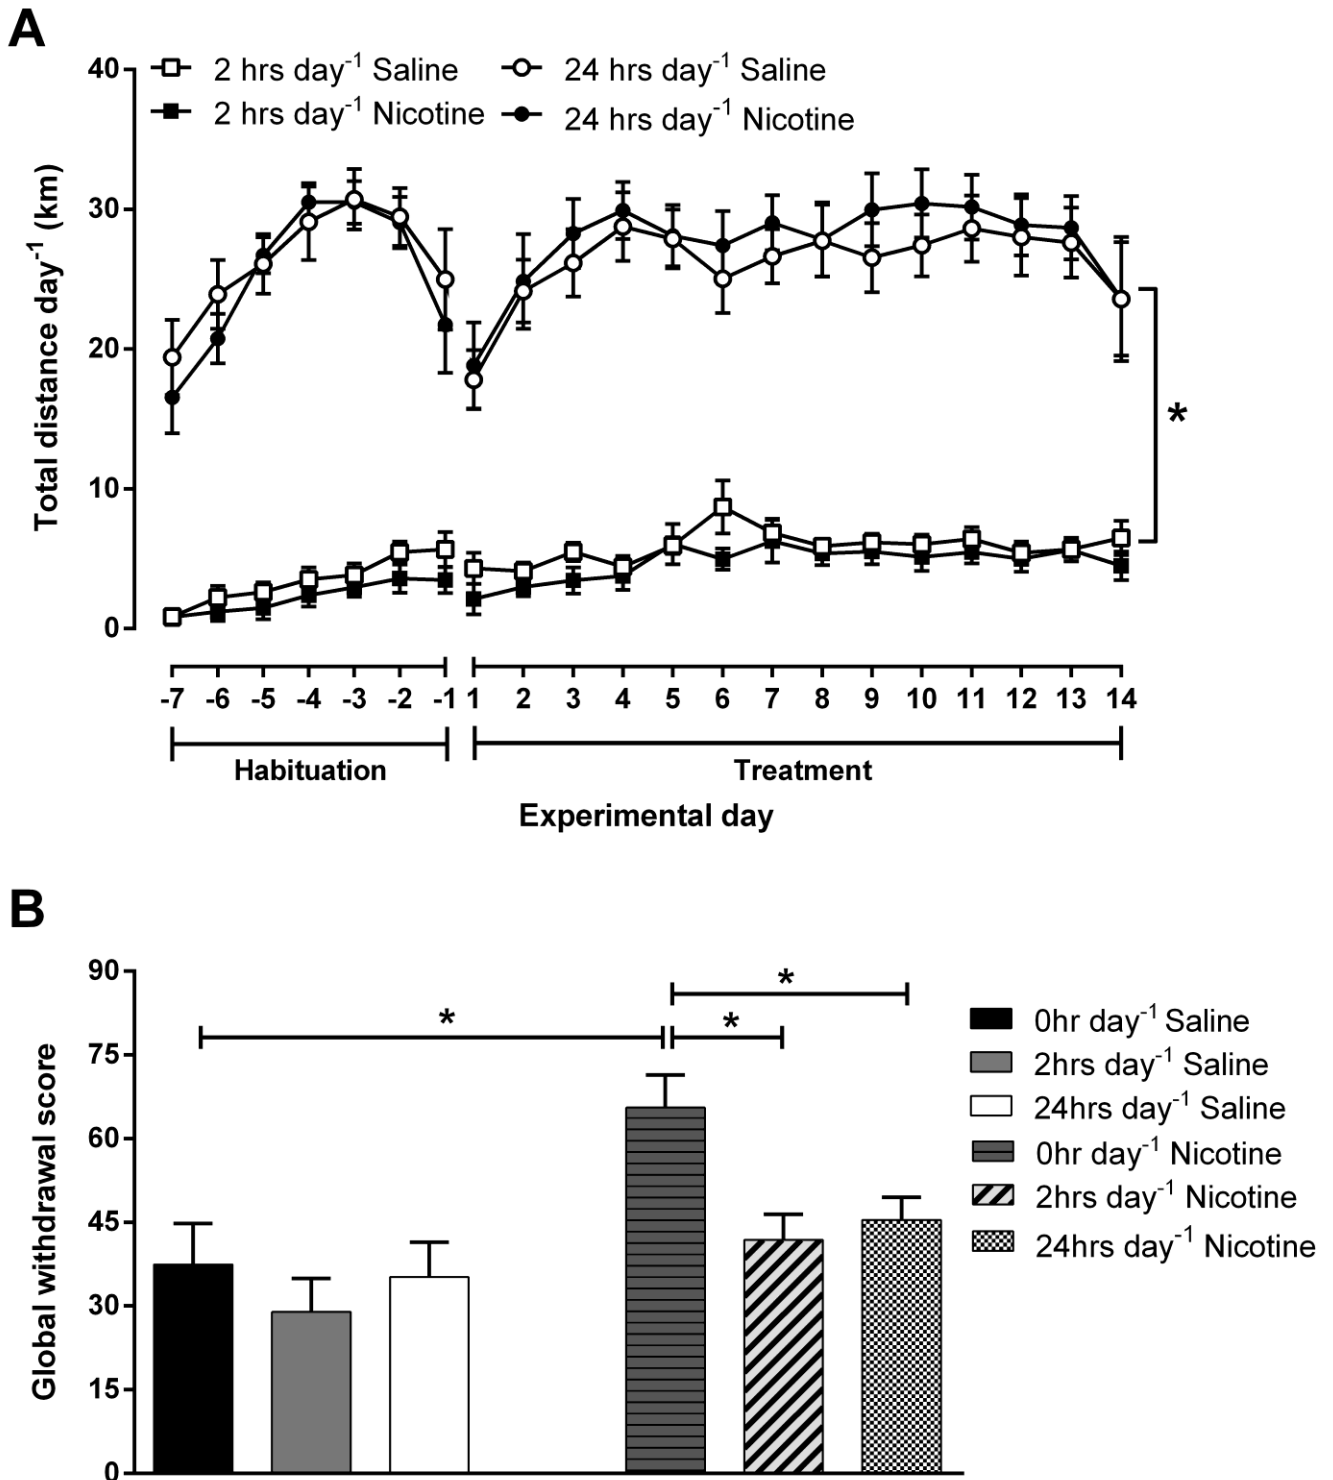 A
2 hrs day⁻¹ Saline
24 hrs day⁻¹ Saline
2 hrs day⁻¹ Nicotine
24 hrs day⁻¹ Nicotine
Total distance day⁻¹ (km)
40
30
20
10
0
*
-7 -6 -5 -4 -3 -2 -1 1 2 3 4 5 6 7 8 9 10 11 12 13 14
Habituation
Treatment
Experimental day
B
Global withdrawal score
90
75
60
45
30
15
0
*
*
*
0hr day⁻¹ Saline
2hrs day⁻¹ Saline
24hrs day⁻¹ Saline
0hr day⁻¹ Nicotine
2hrs day⁻¹ Nicotine
24hrs day⁻¹ Nicotine